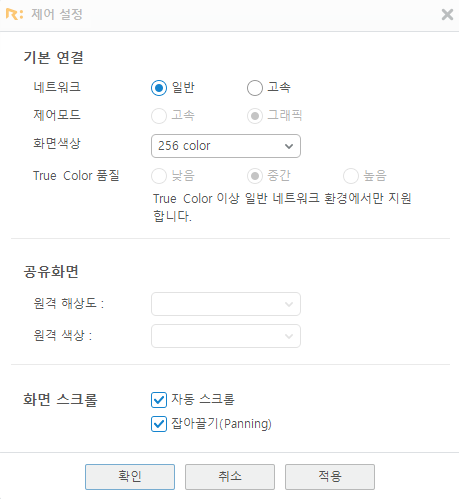 제어 설정
기본 연결
네트워크 일반 고속
제어모드 고속 그래픽
화면색상 256 color
True Color 품질 낮음 중간 높음
True Color 이상 일반 네트워크 환경에서만 지원
합니다.
공유화면
원격 해상도 :
원격 색상 :
화면 스크롤 자동 스크롤
잡아끌기(Panning)
확인 취소 적용